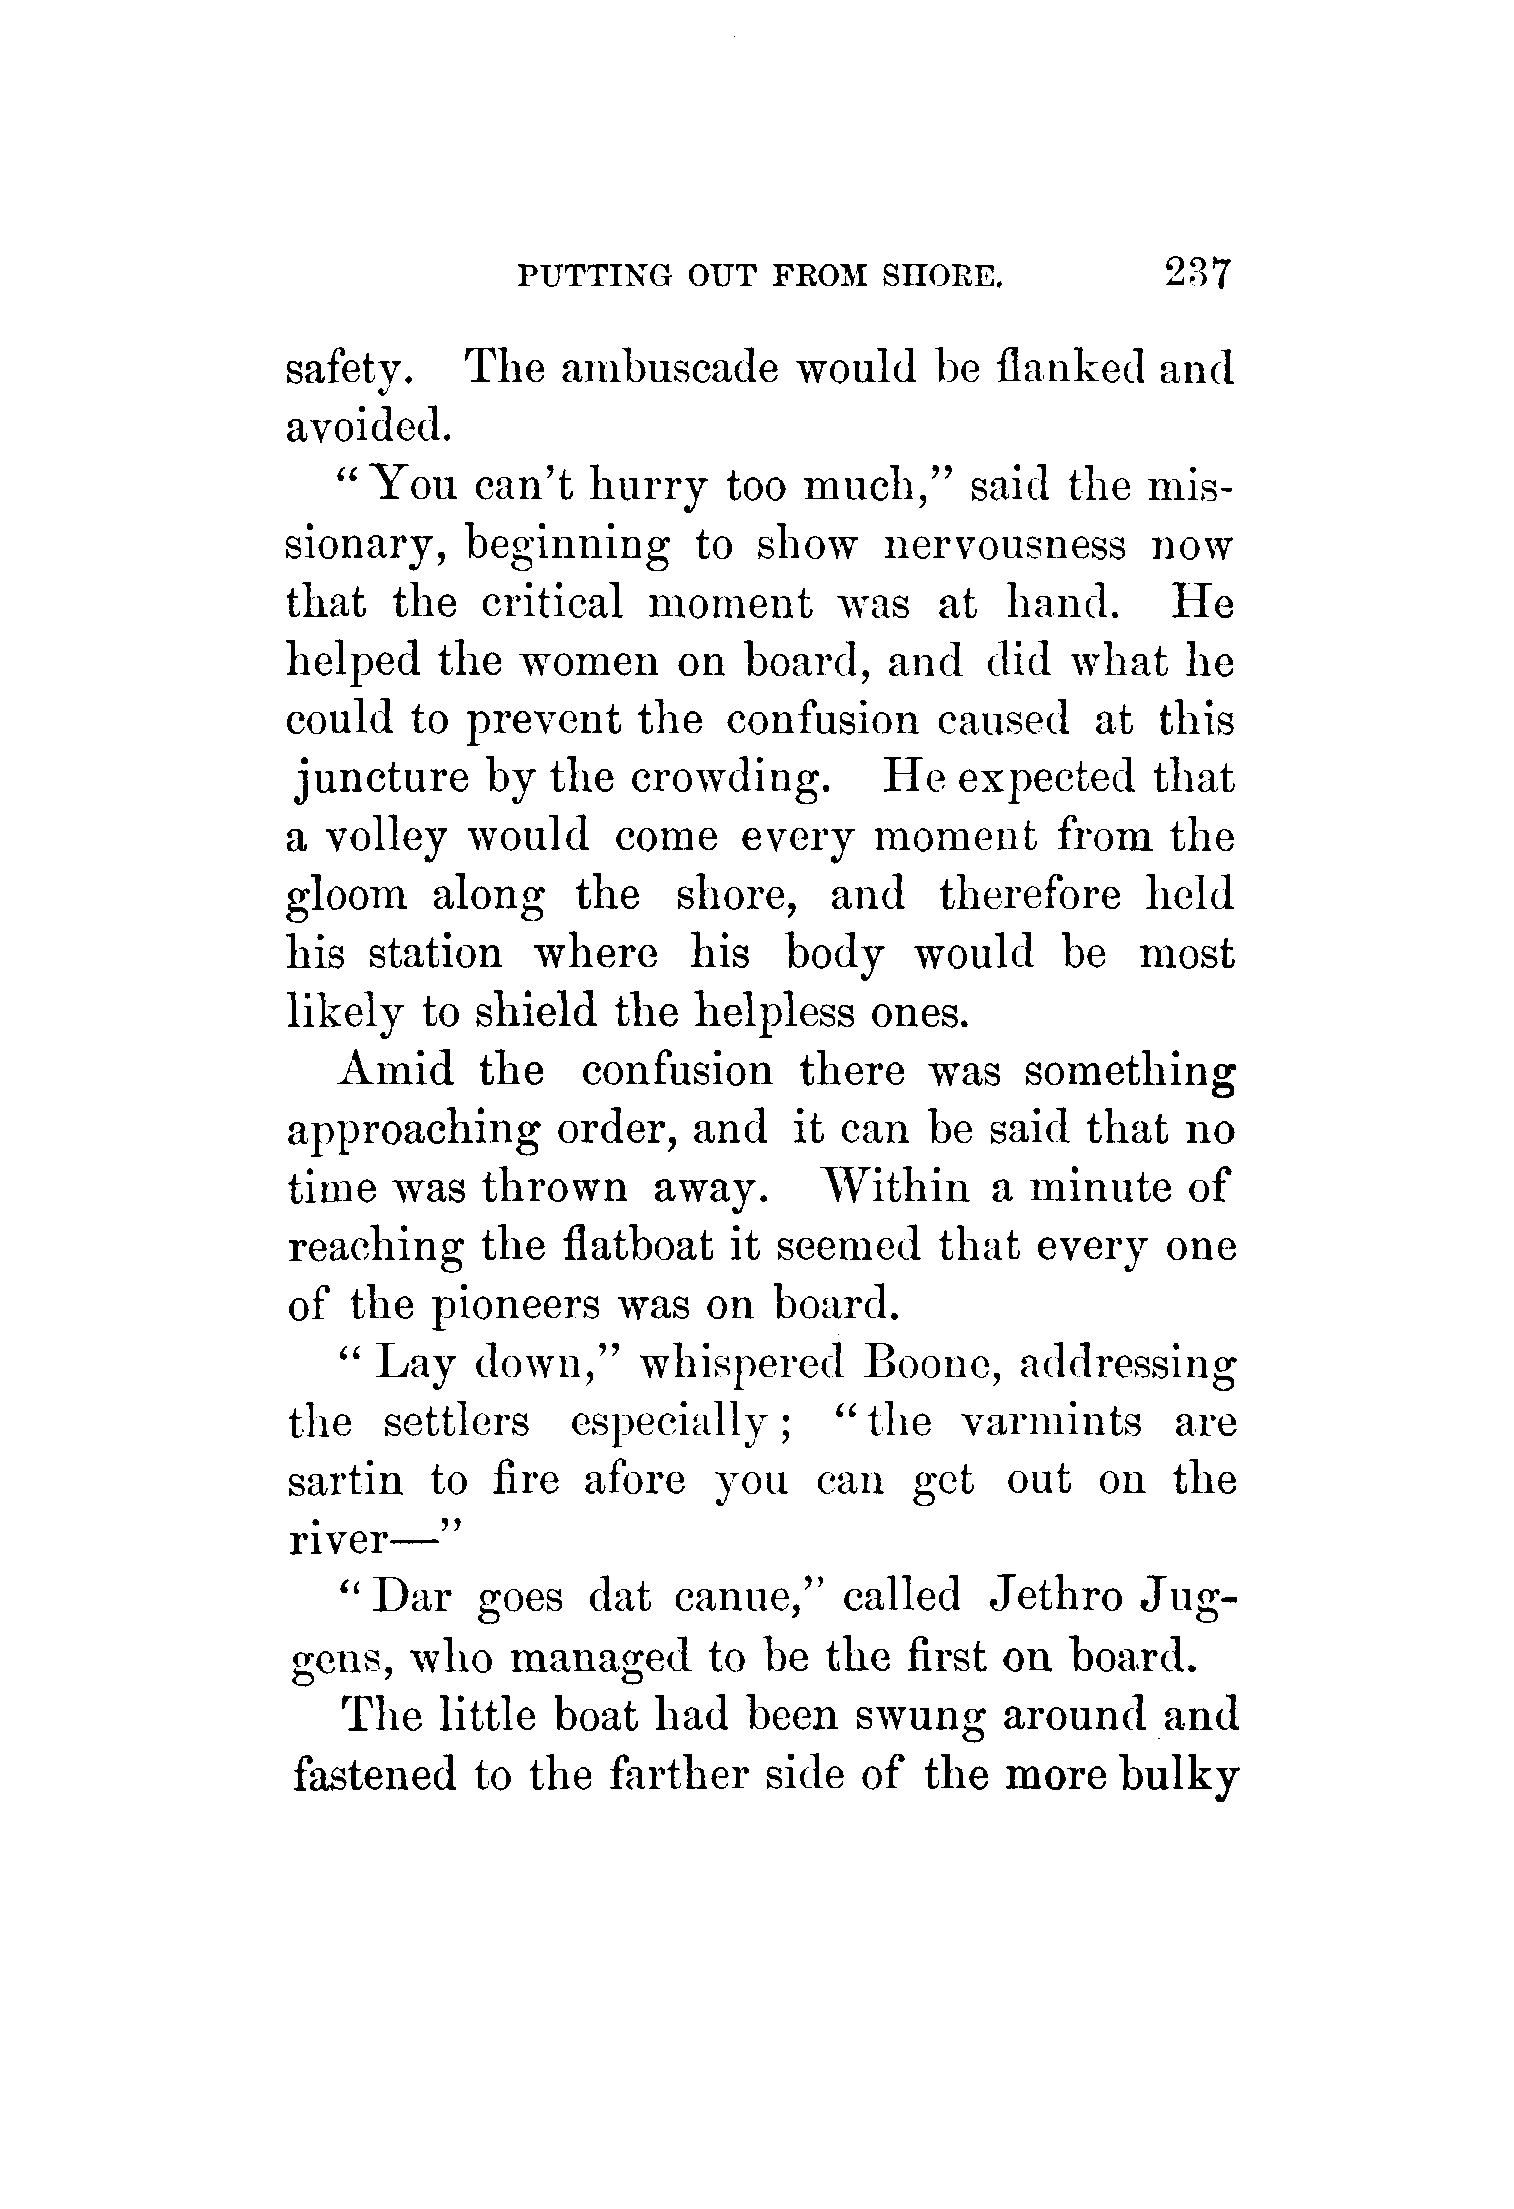 PUTTING OUT FROM SHORE. 237
safety. The ambuscade would be flanked and
avoided.
“You can't hurry too much,” said the mis-
sionary, beginning to show nervousness now
that the critical moment was at hand. He
helped the women on board, and did what he
could to prevent the confusion caused at this
juncture by the crowding. He expected that
a volley would come every moment from the
gloom along the shore, and therefore held
his station where his body would be most
likely to shield the helpless ones.
Amid the confusion there was something
approaching order, and it can be said that no
time was thrown away. Within a minute of
reaching the flatboat it seemed that every one
of the pioneers was on board.
“Lay down,” whispered Boone, addressing
the settlers especially; “the varmints are
sartin to fire afore you can get out on the
river—”
“Dar goes dat canue,” called Jethro Jug-
gens, who managed to be the first on board.
The little boat had been swung around and
fastened to the farther side of the more bulky